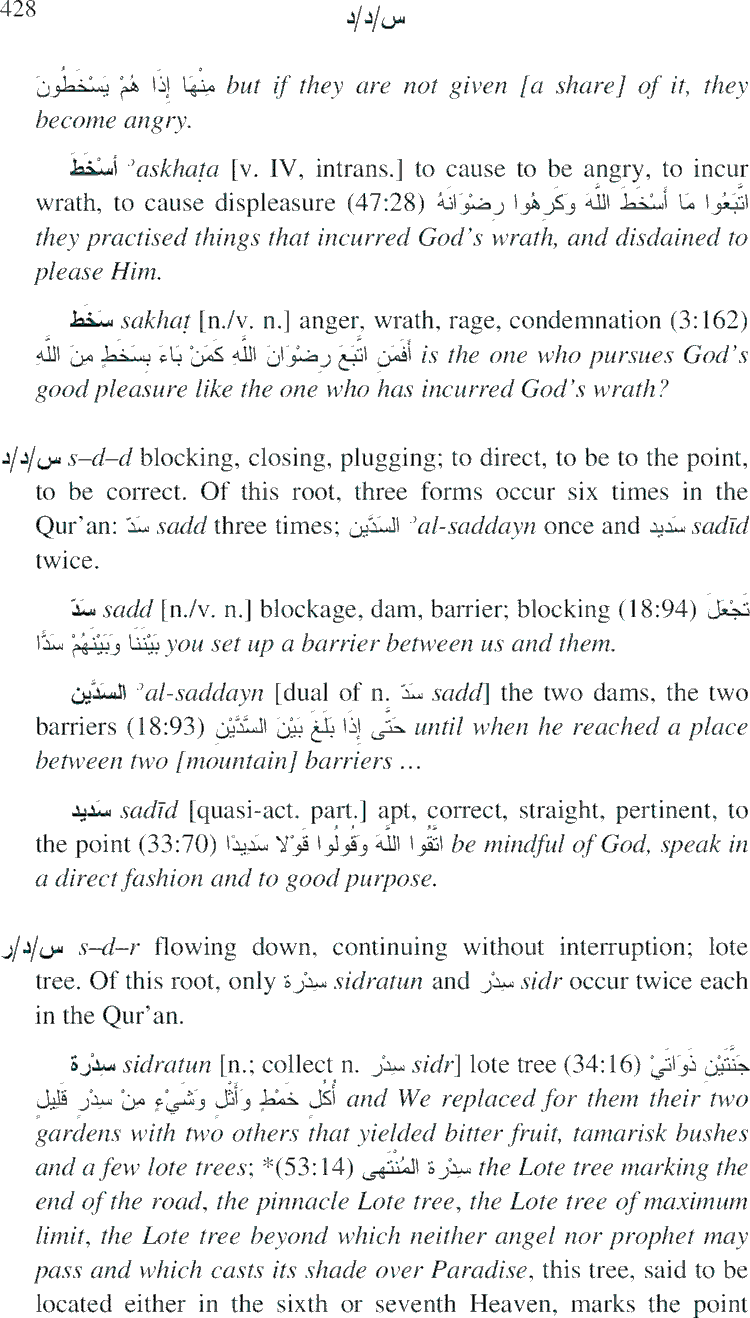 428
س/د/د
مِنْهَا إِذَا هُمْ يَسْخَطُونَ but if they are not given [a share] of it, they
become angry.
أسْخَطَ ʾaskhaṭa [v. IV, intrans.] to cause to be angry, to incur
wrath, to cause displeasure (47:28) اتَّبَعُوا مَا أَسْخَطَ اللَّهَ وَكَرِهُوا رِضْوَانَهُ
they practised things that incurred God’s wrath, and disdained to
please Him.
سَخَط sakhaṭ [n./v. n.] anger, wrath, rage, condemnation (3:162)
أَفَمَنِ اتَّبَعَ رِضْوَانَ اللَّهِ كَمَنْ بَاءَ بِسَخَطٍ مِنَ اللَّهِ is the one who pursues God’s
good pleasure like the one who has incurred God’s wrath?
س/د/د s–d–d blocking, closing, plugging; to direct, to be to the point,
to be correct. Of this root, three forms occur six times in the
Qur’an: سَدّ sadd three times; السَدَّيْن ʾal-saddayn once and سَديد sadīd
twice.
سَدّ sadd [n./v. n.] blockage, dam, barrier; blocking (18:94) تَجْعَلَ
بَيْنَنَا وَبَيْنَهُمْ سَدًّا you set up a barrier between us and them.
السَدَّيْن ʾal-saddayn [dual of n. سَدّ sadd] the two dams, the two
barriers (18:93) حَتَّى إِذَا بَلَغَ بَيْنَ السَّدَّيْنِ until when he reached a place
between two [mountain] barriers …
سَديد sadīd [quasi-act. part.] apt, correct, straight, pertinent, to
the point (33:70) اتَّقُوا اللَّهَ وَقُولُوا قَوْلا سَدِيدًا be mindful of God, speak in
a direct fashion and to good purpose.
س/د/ر s–d–r flowing down, continuing without interruption; lote
tree. Of this root, only سِدْرة sidratun and سِدْر sidr occur twice each
in the Qur’an.
سِدْرة sidratun [n.; collect n. سِدْر sidr] lote tree (34:16) جَنَّتَيْنِ ذَوَاتَيْ
أُكُلٍ خَمْطٍ وَأَثْلٍ وَشَيْءٍ مِنْ سِدْرٍ قَلِيلٍ and We replaced for them their two
gardens with two others that yielded bitter fruit, tamarisk bushes
and a few lote trees; *(53:14) سِدْرة المُنْتَهى the Lote tree marking the
end of the road, the pinnacle Lote tree, the Lote tree of maximum
limit, the Lote tree beyond which neither angel nor prophet may
pass and which casts its shade over Paradise, this tree, said to be
located either in the sixth or seventh Heaven, marks the point